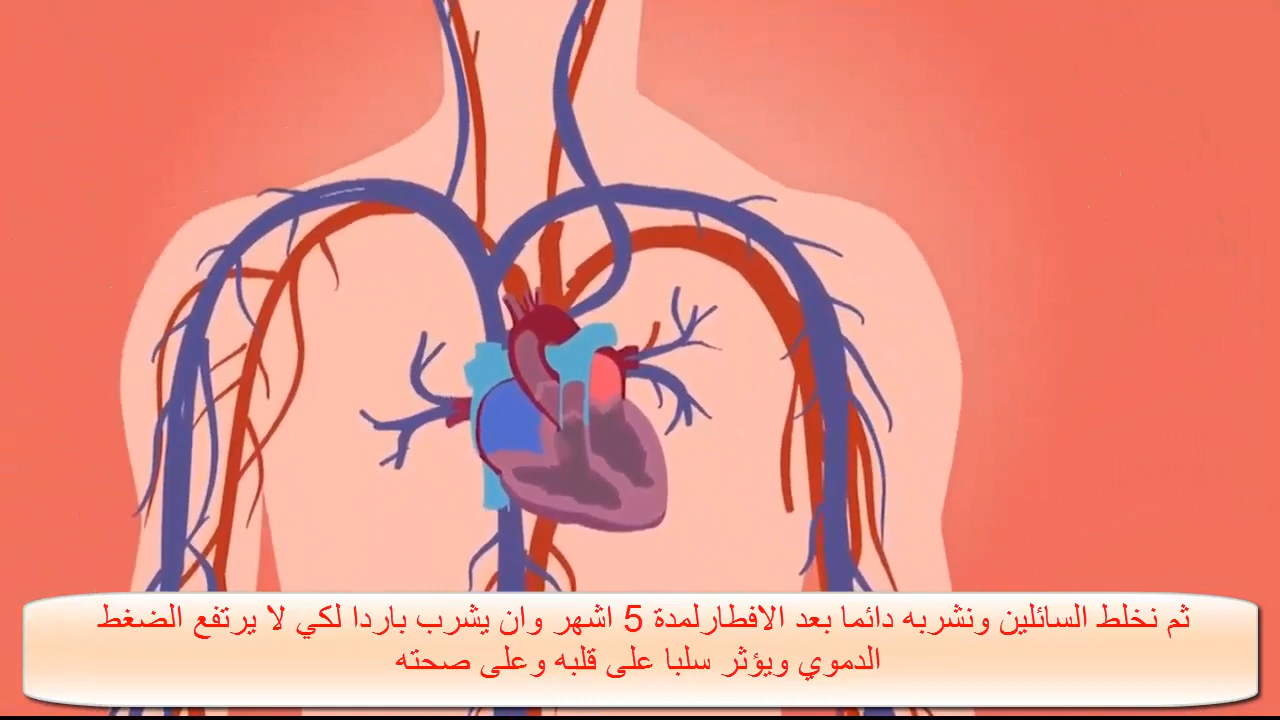 ثم نخلط السائلين ونشربه دائما بعد الافطارلمدة 5 اشهر وان يشرب باردا لكي لا يرتفع الضغط
الدموي ويؤثر سلبا على قلبه وعلى صحته